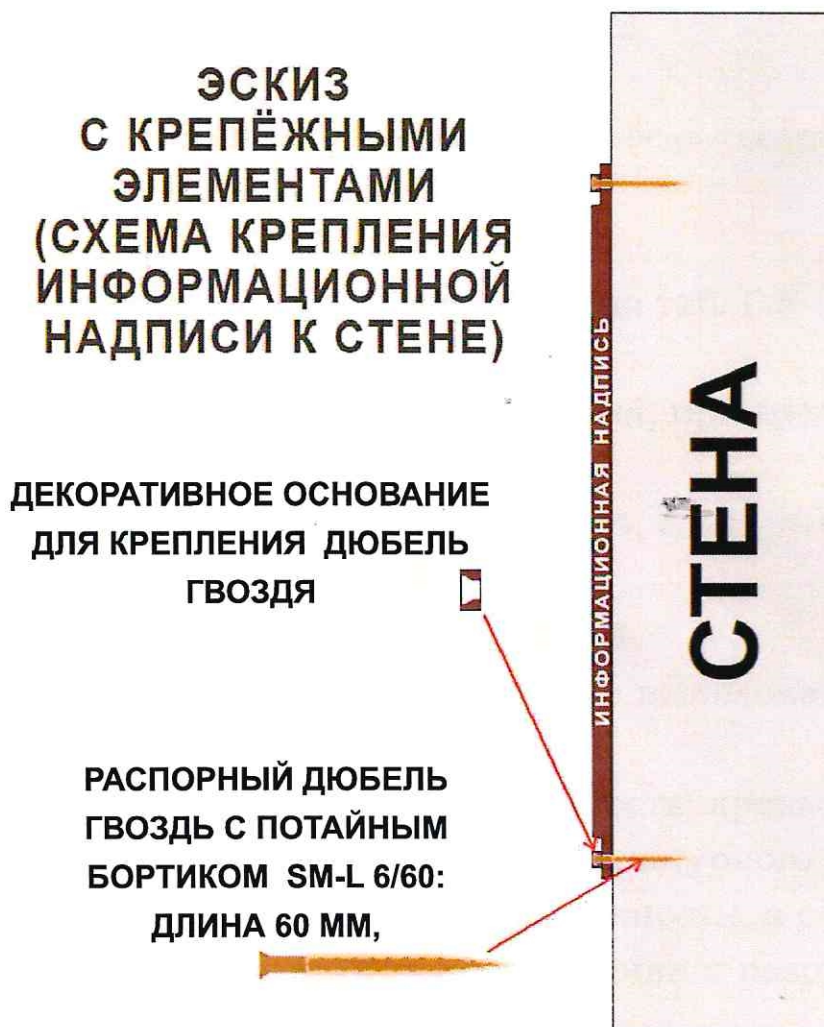 ЭСКИЗ
С КРЕПЁЖНЫМИ
ЭЛЕМЕНТАМИ
(СХЕМА КРЕПЛЕНИЯ
ИНФОРМАЦИОННОЙ
НАДПИСИ К СТЕНЕ)
ДЕКОРАТИВНОЕ ОСНОВАНИЕ
ДЛЯ КРЕПЛЕНИЯ ДЮБЕЛЬ
ГВОЗДЯ
РАСПОРНЫЙ ДЮБЕЛЬ
ГВОЗДЬ С ПОТАЙНЫМ
БОРТИКОМ SM-L 6/60:
ДЛИНА 60 ММ,
ИНФОРМАЦИОННАЯ НАДПИСЬ
СТЕНА